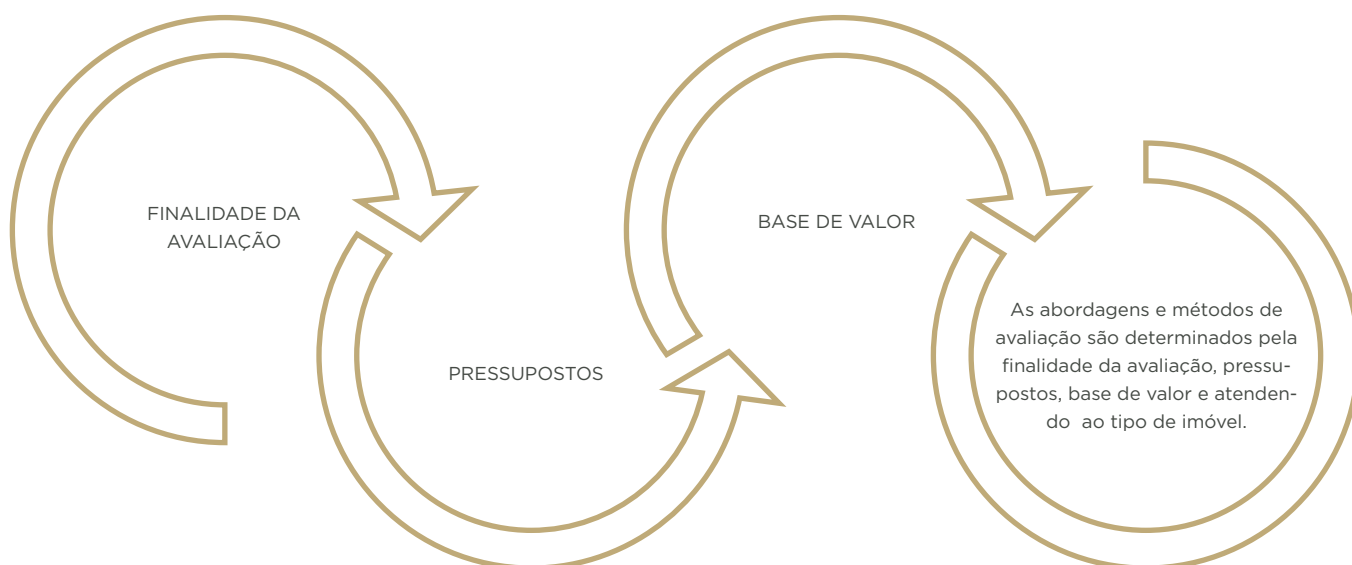 FINALIDADE DA
AVALIAÇÃO
PRESSUPOSTOS
BASE DE VALOR
As abordagens e métodos de
avaliação são determinados pela
finalidade da avaliação, pressu-
postos, base de valor e atenden-
do  ao tipo de imóvel.